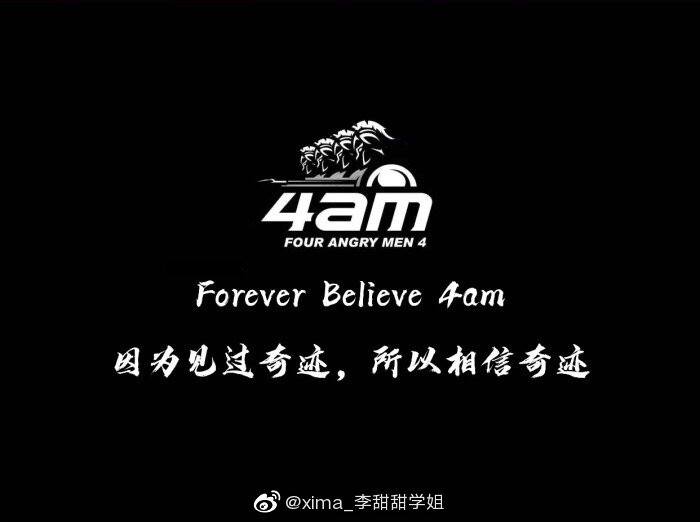 4am
FOUR ANGRY MEN 4
Forever Believe 4am
因为见过奇迹，所以相信奇迹
@xima_李甜甜学姐